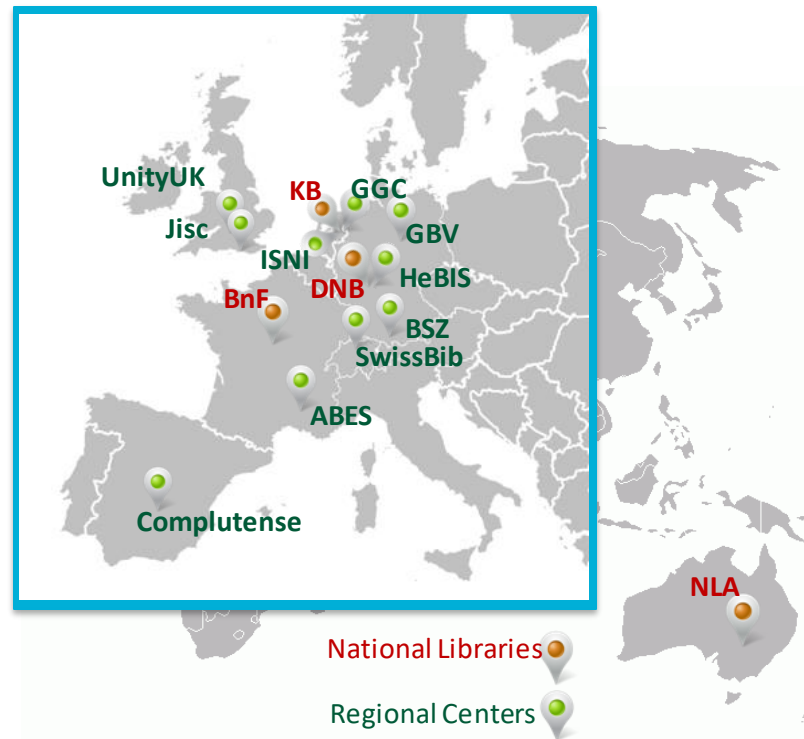 UnityUK
KB
GGC
Jisc
GBV
ISNI
HeBIS
DNB
BnF
BSZ
SwissBib
ABES
Complutense
NLA
National Libraries
Regional Centers